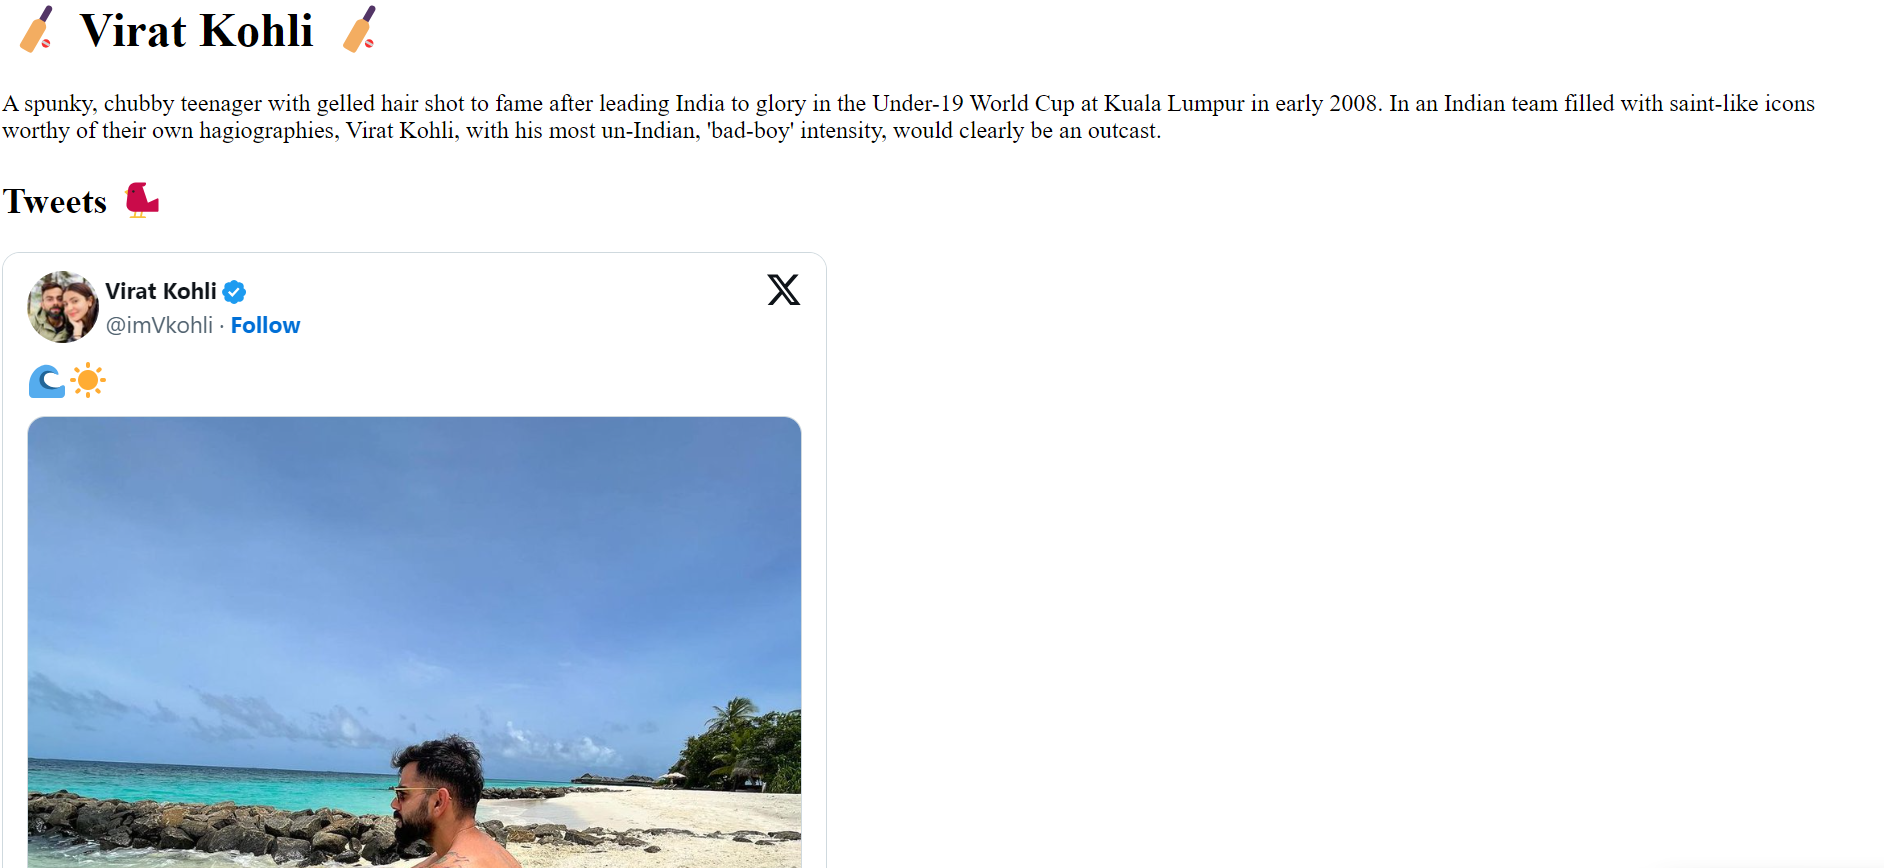 Virat Kohli
A spunky, chubby teenager with gelled hair shot to fame after leading India to glory in the Under-19 World Cup at Kuala Lumpur in early 2008. In an Indian team filled with saint-like icons
worthy of their own hagiographies, Virat Kohli, with his most un-Indian, 'bad-boy' intensity, would clearly be an outcast.
Tweets
Virat Kohli
@imVkohli · Follow